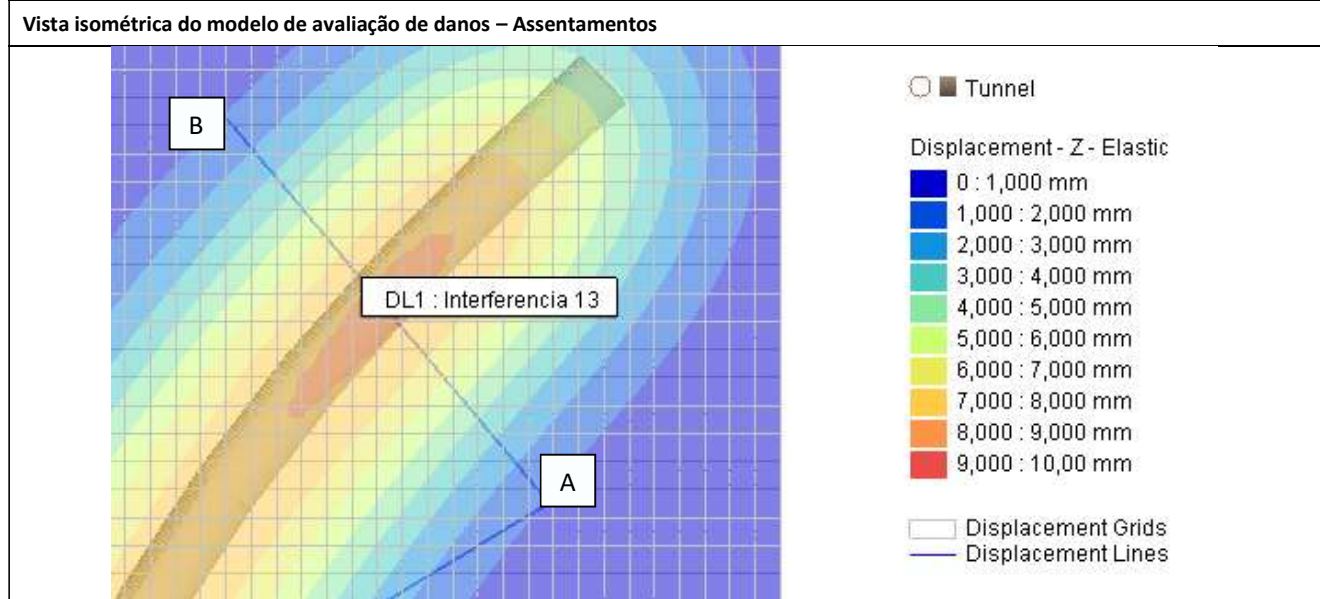 Vista isométrica do modelo de avaliação de danos – Assentamentos
B
DL1 : Interferencia 13
A
Tunnel
Displacement - Z - Elastic
0 : 1,000 mm
1,000 : 2,000 mm
2,000 : 3,000 mm
3,000 : 4,000 mm
4,000 : 5,000 mm
5,000 : 6,000 mm
6,000 : 7,000 mm
7,000 : 8,000 mm
8,000 : 9,000 mm
9,000 : 10,00 mm
Displacement Grids
Displacement Lines